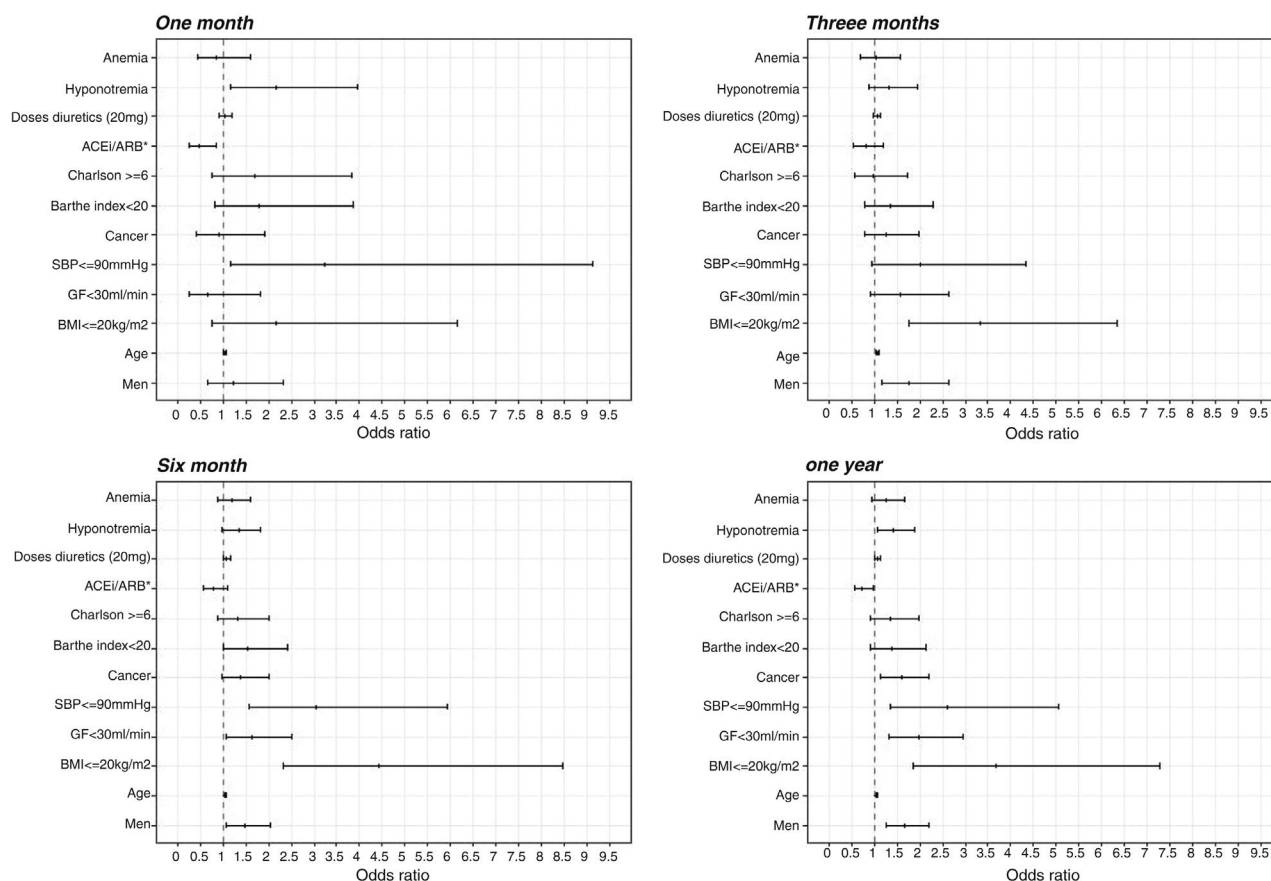 One month
Anemia
Hyponotremia
Doses diuretics (20mg)
ACEi/ARB*
Charlson >=6
Barthe index<20
Cancer
SBP<=90mmHg
GF<30ml/min
BMI<=20kg/m2
Age
Men
0 0.5 1 1.5 2 2.5 3 3.5 4 4.5 5 5.5 6 6.5 7 7.5 8 8.5 9 9.5
Odds ratio
Threee months
Anemia
Hyponotremia
Doses diuretics (20mg)
ACEi/ARB*
Charlson >=6
Barthe index<20
Cancer
SBP<=90mmHg
GF<30ml/min
BMI<=20kg/m2
Age
Men
0 0.5 1 1.5 2 2.5 3 3.5 4 4.5 5 5.5 6 6.5 7 7.5 8 8.5 9 9.5
Odds ratio
Six month
Anemia
Hyponotremia
Doses diuretics (20mg)
ACEi/ARB*
Charlson >=6
Barthe index<20
Cancer
SBP<=90mmHg
GF<30ml/min
BMI<=20kg/m2
Age
Men
0 0.5 1 1.5 2 2.5 3 3.5 4 4.5 5 5.5 6 6.5 7 7.5 8 8.5 9 9.5
Odds ratio
one year
Anemia
Hyponotremia
Doses diuretics (20mg)
ACEi/ARB*
Charlson >=6
Barthe index<20
Cancer
SBP<=90mmHg
GF<30ml/min
BMI<=20kg/m2
Age
Men
0 0.5 1 1.5 2 2.5 3 3.5 4 4.5 5 5.5 6 6.5 7 7.5 8 8.5 9 9.5
Odds ratio